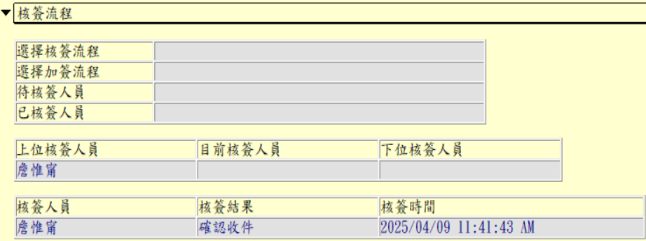 核簽流程
選擇核簽流程
選擇加簽流程
待核簽人員
已核簽人員
上位核簽人員 目前核簽人員 下位核簽人員
詹惟甯
核簽人員 核簽結果 核簽時間
詹惟甯 確認收件 2025/04/09 11:41:43 AM